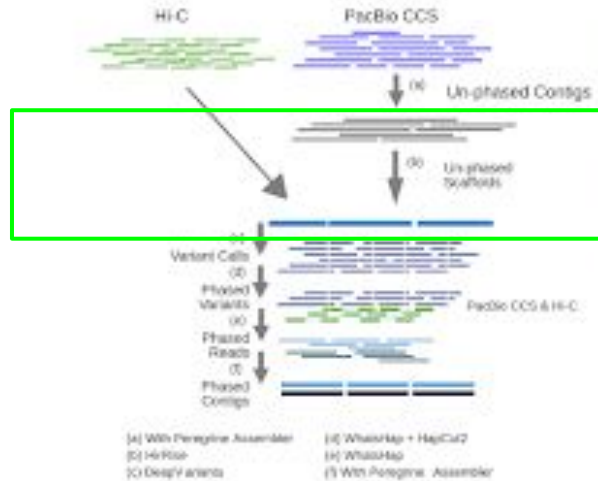 Hi-C
PacBio CCS
(a)
Un-phased Contigs
(b)
Un-phased
Scaffolds
Variant Calls
(d)
Phased
Variants
(e)
PacBio CCS & Hi-C
Phased
Reads
(f)
Phased
Contigs
(a) With Peregrine Assembler
(b) HiRise
(c) DeepVariants
(d) WhatsHap + HapCut2
(e) WhatsHap
(f) With Peregrine Assembler